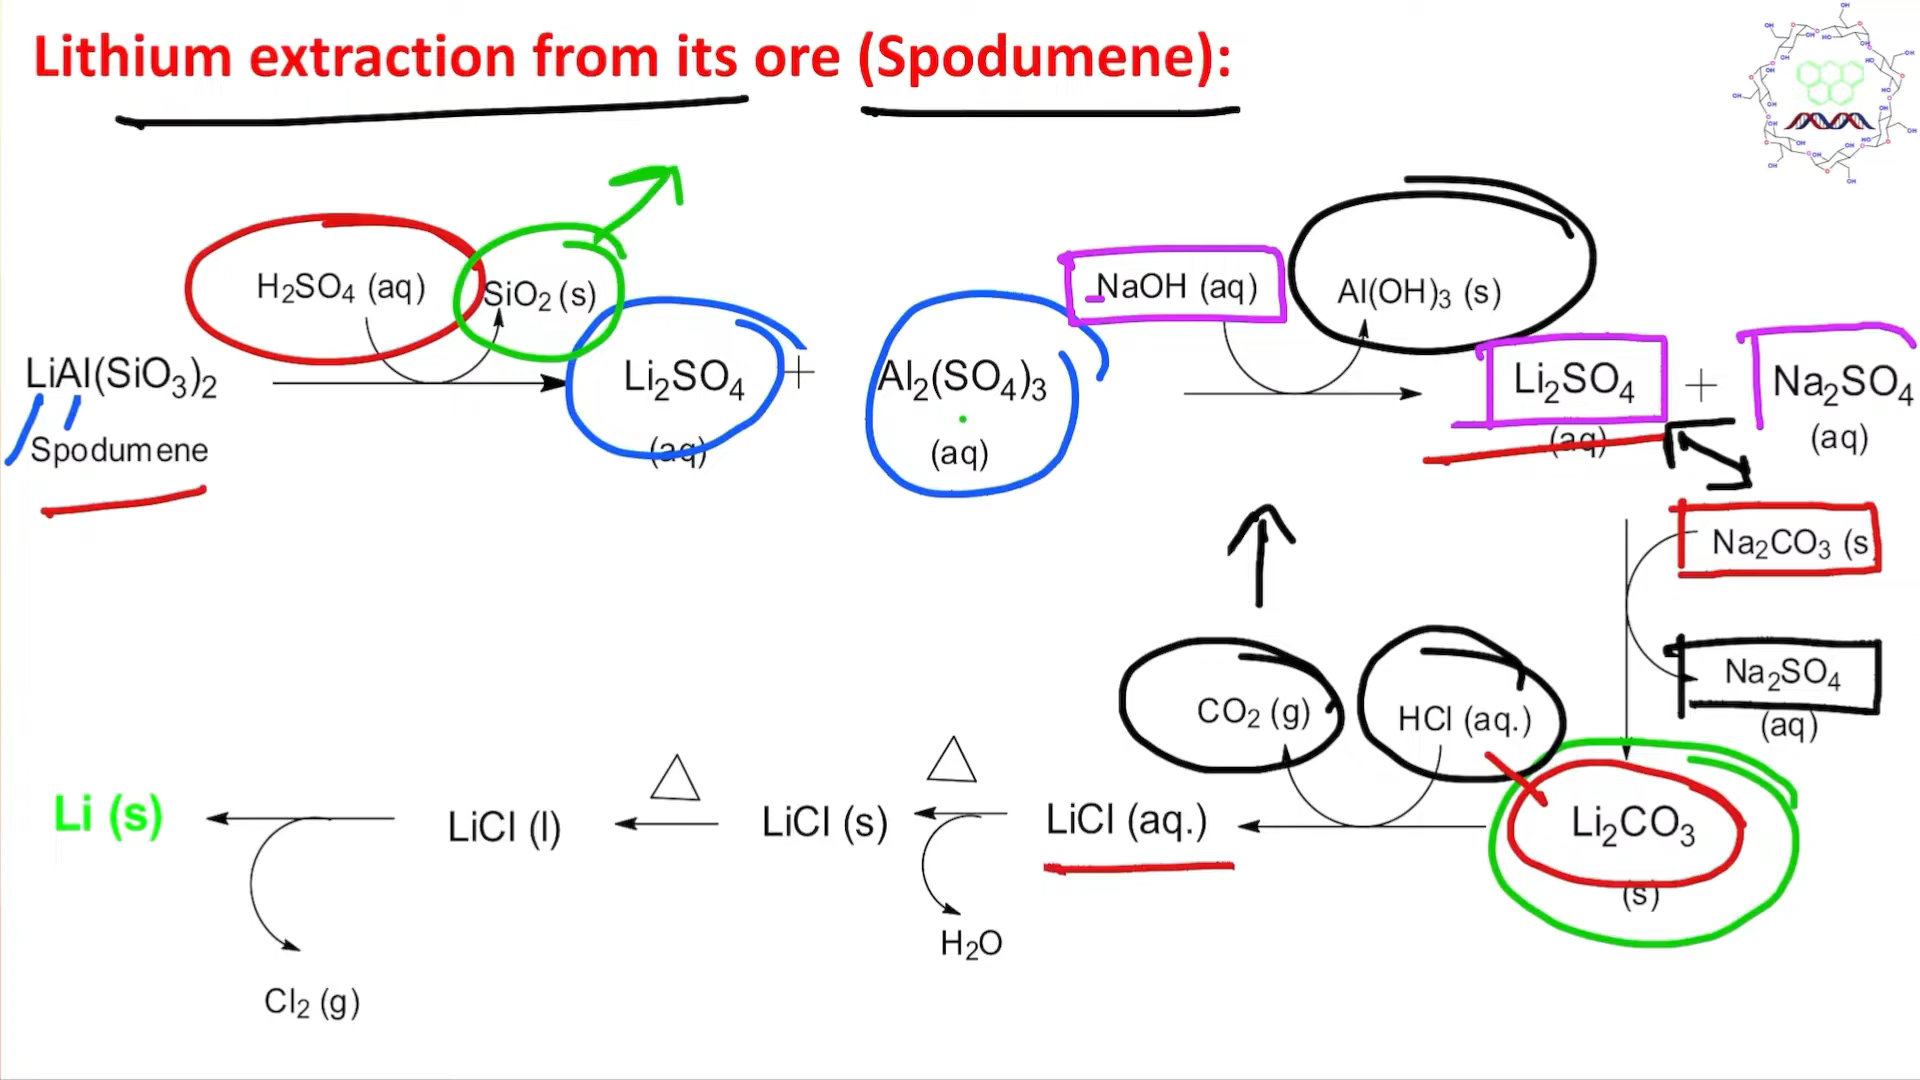 Lithium extraction from its ore (Spodumene):
H₂SO₄ (aq) SiO₂ (s) NaOH (aq) Al(OH)₃ (s)
LiAl(SiO₃)₂ Li₂SO₄ + Al₂(SO₄)₃ Li₂SO₄ + Na₂SO₄
Spodumene (aq) (aq) (aq) (aq)
Na₂CO₃ (s
Na₂SO₄
(aq)
CO₂ (g) HCl (aq.)
Li (s) LiCl (l) △ LiCl (s) △ LiCl (aq.) Li₂CO₃
(s)
H₂O
Cl₂ (g)